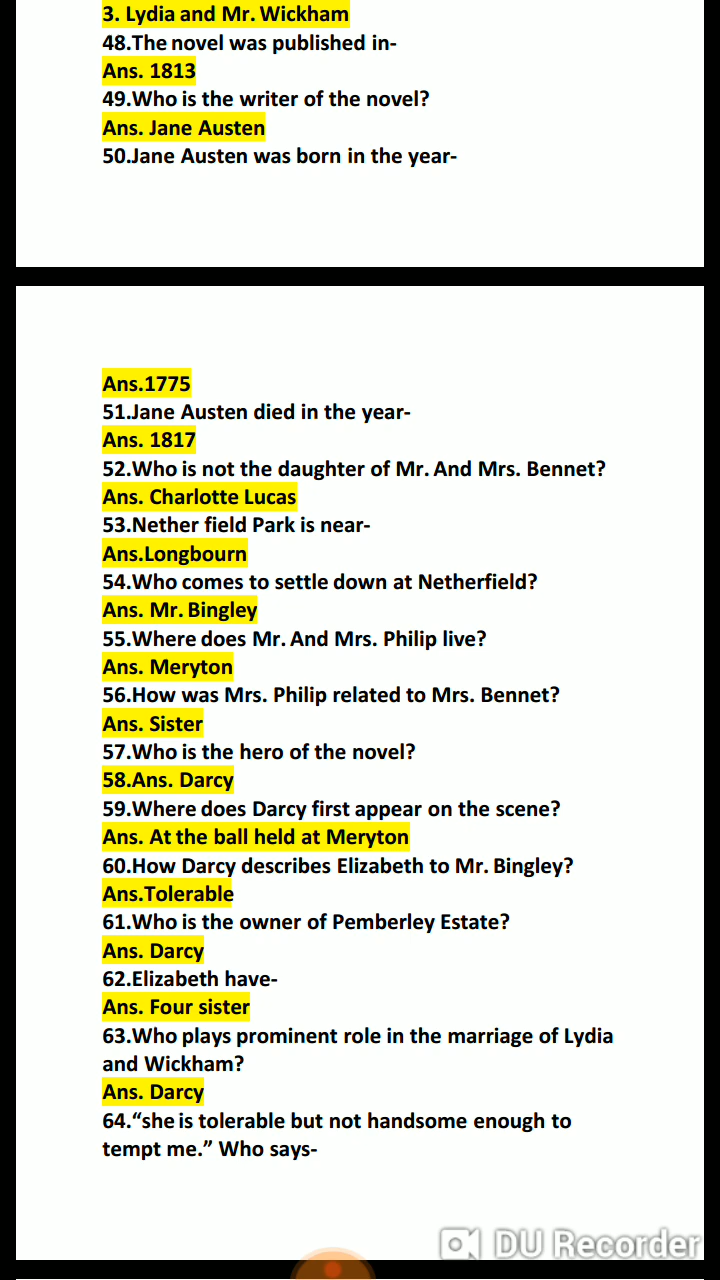 3. Lydia and Mr. Wickham
48.The novel was published in-
Ans. 1813
49.Who is the writer of the novel?
Ans. Jane Austen
50.Jane Austen was born in the year-
Ans.1775
51.Jane Austen died in the year-
Ans. 1817
52.Who is not the daughter of Mr. And Mrs. Bennet?
Ans. Charlotte Lucas
53.Nether field Park is near-
Ans.Longbourn
54.Who comes to settle down at Netherfield?
Ans. Mr. Bingley
55.Where does Mr. And Mrs. Philip live?
Ans. Meryton
56.How was Mrs. Philip related to Mrs. Bennet?
Ans. Sister
57.Who is the hero of the novel?
58.Ans. Darcy
59.Where does Darcy first appear on the scene?
Ans. At the ball held at Meryton
60.How Darcy describes Elizabeth to Mr. Bingley?
Ans.Tolerable
61.Who is the owner of Pemberley Estate?
Ans. Darcy
62.Elizabeth have-
Ans. Four sister
63.Who plays prominent role in the marriage of Lydia
and Wickham?
Ans. Darcy
64.“she is tolerable but not handsome enough to
tempt me.” Who says-
DU Recorder